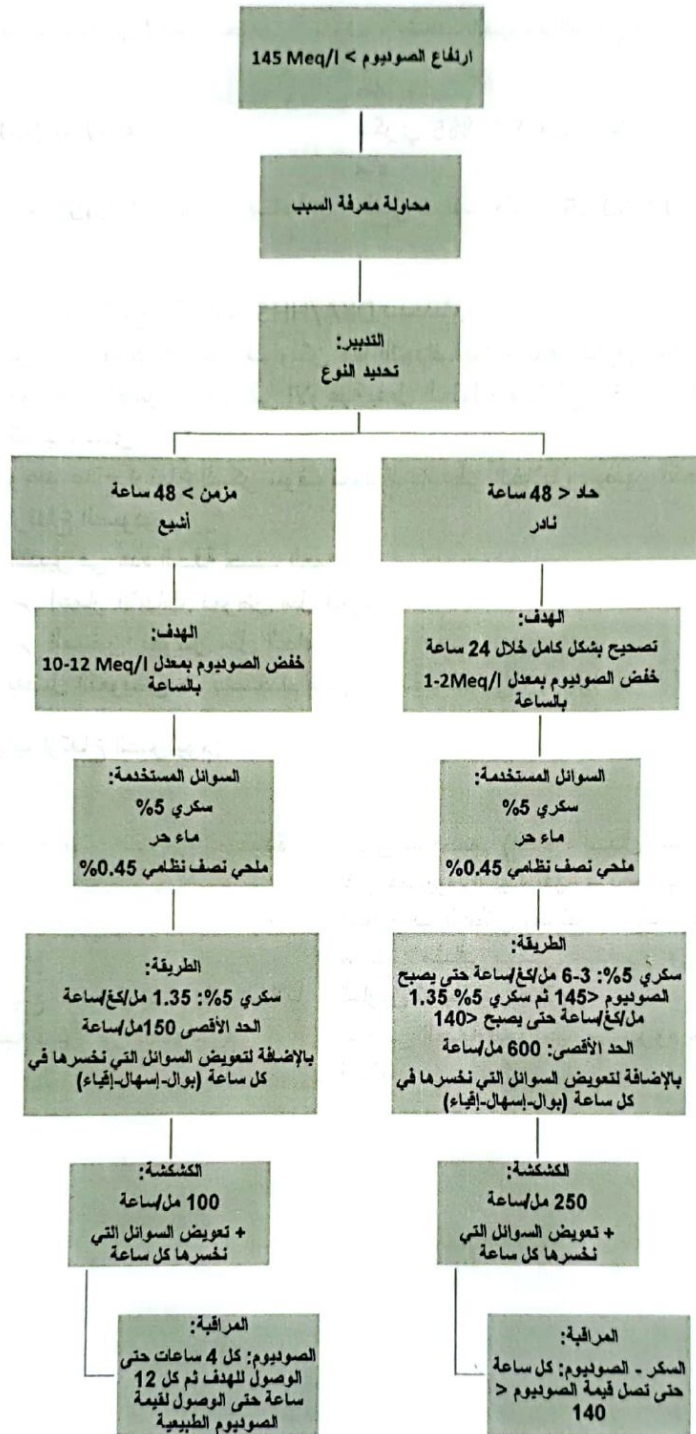 ارتفاع الصوديوم > 145 Meq/l
محاولة معرفة السبب
التدبير:
تحديد النوع
حاد < 48 ساعة
نادر
الهدف:
تصحيح بشكل كامل خلال 24 ساعة
خفض الصوديوم بمعدل 1-2Meq/l
بالساعة
السوائل المستخدمة:
سكري 5%
ماء حر
ملحي نصف نظامي 0.45%
الطريقة:
سكري 5%: 3-6 مل/كغ/ساعة حتى يصبح
الصوديوم <145 ثم سكري 5% 1.35
مل/كغ/ساعة حتى يصبح <140
الحد الأقصى: 600 مل/ساعة
بالإضافة لتعويض السوائل التي نخسرها في
كل ساعة (بوال-إسهال-إقياء)
الكشكشة:
250 مل/ساعة
+ تعويض السوائل التي
نخسرها كل ساعة
المراقبة:
السكر - الصوديوم: كل ساعة
حتى تصل قيمة الصوديوم <
140
مزمن > 48 ساعة
أشيع
الهدف:
خفض الصوديوم بمعدل 10-12 Meq/l
بالساعة
السوائل المستخدمة:
سكري 5%
ماء حر
ملحي نصف نظامي 0.45%
الطريقة:
سكري 5%: 1.35 مل/كغ/ساعة
الحد الأقصى 150مل/ساعة
بالإضافة لتعويض السوائل التي نخسرها في
كل ساعة (بوال-إسهال-إقياء)
الكشكشة:
100 مل/ساعة
+ تعويض السوائل التي
نخسرها كل ساعة
المراقبة:
الصوديوم: كل 4 ساعات حتى
الوصول للهدف ثم كل 12
ساعة حتى الوصول لقيمة
الصوديوم الطبيعية